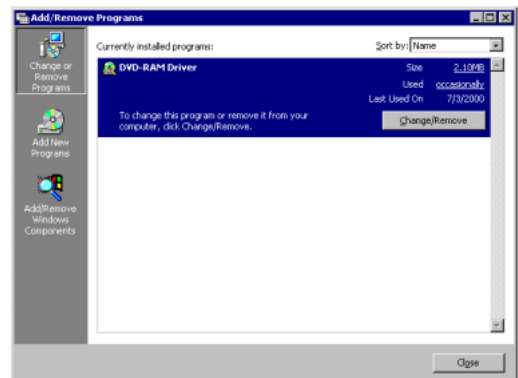 Add/Remove Programs
Change or
Remove
Programs
Add New
Programs
Add/Remove
Windows
Components
Currently installed programs:
Sort by: Name
DVD-RAM Driver
Size 2.10MB
Used occasionally
Last Used On 7/3/2000
To change this program or remove it from your
computer, click Change/Remove.
Change/Remove
Close